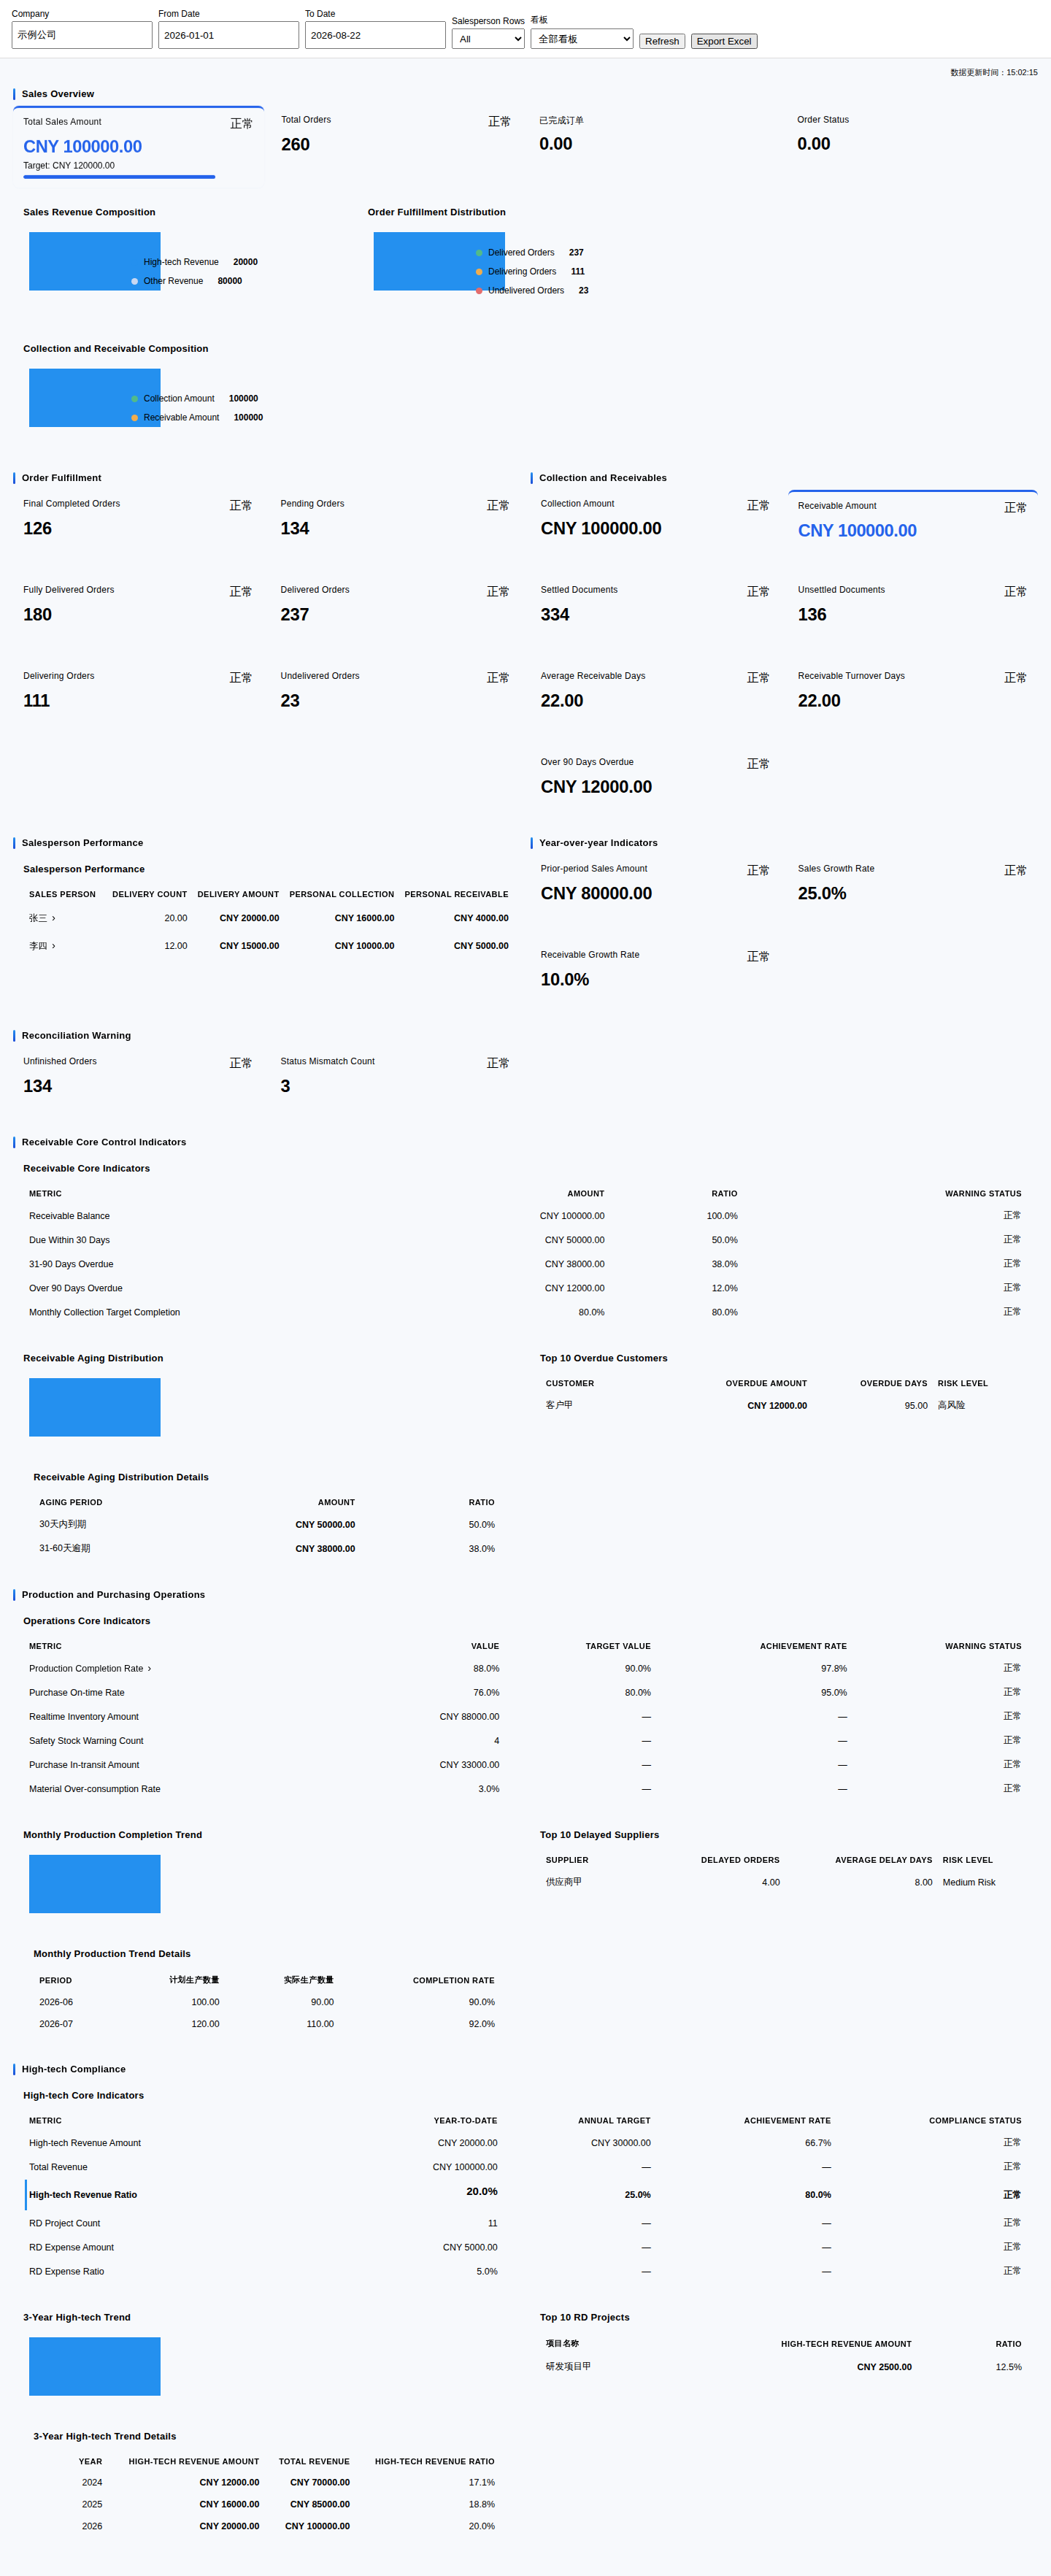 Company From Date To Date Salesperson Rows 看板
示例公司 2026-01-01 2026-08-22 All 全部看板 Refresh Export Excel
数据更新时间：15:02:15
Sales Overview
Total Sales Amount 正常
CNY 100000.00
Target: CNY 120000.00
Total Orders 正常
260
已完成订单
0.00
Order Status
0.00
Sales Revenue Composition
High-tech Revenue 20000
Other Revenue 80000
Order Fulfillment Distribution
Delivered Orders 237
Delivering Orders 111
Undelivered Orders 23
Collection and Receivable Composition
Collection Amount 100000
Receivable Amount 100000
Order Fulfillment
Final Completed Orders 正常
126
Pending Orders 正常
134
Fully Delivered Orders 正常
180
Delivered Orders 正常
237
Delivering Orders 正常
111
Undelivered Orders 正常
23
Collection and Receivables
Collection Amount 正常
CNY 100000.00
Receivable Amount 正常
CNY 100000.00
Settled Documents 正常
334
Unsettled Documents 正常
136
Average Receivable Days 正常
22.00
Receivable Turnover Days 正常
22.00
Over 90 Days Overdue 正常
CNY 12000.00
Salesperson Performance
Salesperson Performance
SALES PERSON DELIVERY COUNT DELIVERY AMOUNT PERSONAL COLLECTION PERSONAL RECEIVABLE
张三 › 20.00 CNY 20000.00 CNY 16000.00 CNY 4000.00
李四 › 12.00 CNY 15000.00 CNY 10000.00 CNY 5000.00
Year-over-year Indicators
Prior-period Sales Amount 正常
CNY 80000.00
Sales Growth Rate 正常
25.0%
Receivable Growth Rate 正常
10.0%
Reconciliation Warning
Unfinished Orders 正常
134
Status Mismatch Count 正常
3
Receivable Core Control Indicators
Receivable Core Indicators
METRIC AMOUNT RATIO WARNING STATUS
Receivable Balance CNY 100000.00 100.0% 正常
Due Within 30 Days CNY 50000.00 50.0% 正常
31-90 Days Overdue CNY 38000.00 38.0% 正常
Over 90 Days Overdue CNY 12000.00 12.0% 正常
Monthly Collection Target Completion 80.0% 80.0% 正常
Receivable Aging Distribution
Top 10 Overdue Customers
CUSTOMER OVERDUE AMOUNT OVERDUE DAYS RISK LEVEL
客户甲 CNY 12000.00 95.00 高风险
Receivable Aging Distribution Details
AGING PERIOD AMOUNT RATIO
30天内到期 CNY 50000.00 50.0%
31-60天逾期 CNY 38000.00 38.0%
Production and Purchasing Operations
Operations Core Indicators
METRIC VALUE TARGET VALUE ACHIEVEMENT RATE WARNING STATUS
Production Completion Rate › 88.0% 90.0% 97.8% 正常
Purchase On-time Rate 76.0% 80.0% 95.0% 正常
Realtime Inventory Amount CNY 88000.00 — — 正常
Safety Stock Warning Count 4 — — 正常
Purchase In-transit Amount CNY 33000.00 — — 正常
Material Over-consumption Rate 3.0% — — 正常
Monthly Production Completion Trend
Top 10 Delayed Suppliers
SUPPLIER DELAYED ORDERS AVERAGE DELAY DAYS RISK LEVEL
供应商甲 4.00 8.00 Medium Risk
Monthly Production Trend Details
PERIOD 计划生产数量 实际生产数量 COMPLETION RATE
2026-06 100.00 90.00 90.0%
2026-07 120.00 110.00 92.0%
High-tech Compliance
High-tech Core Indicators
METRIC YEAR-TO-DATE ANNUAL TARGET ACHIEVEMENT RATE COMPLIANCE STATUS
High-tech Revenue Amount CNY 20000.00 CNY 30000.00 66.7% 正常
Total Revenue CNY 100000.00 — — 正常
High-tech Revenue Ratio 20.0% 25.0% 80.0% 正常
RD Project Count 11 — — 正常
RD Expense Amount CNY 5000.00 — — 正常
RD Expense Ratio 5.0% — — 正常
3-Year High-tech Trend
Top 10 RD Projects
项目名称 HIGH-TECH REVENUE AMOUNT RATIO
研发项目甲 CNY 2500.00 12.5%
3-Year High-tech Trend Details
YEAR HIGH-TECH REVENUE AMOUNT TOTAL REVENUE HIGH-TECH REVENUE RATIO
2024 CNY 12000.00 CNY 70000.00 17.1%
2025 CNY 16000.00 CNY 85000.00 18.8%
2026 CNY 20000.00 CNY 100000.00 20.0%